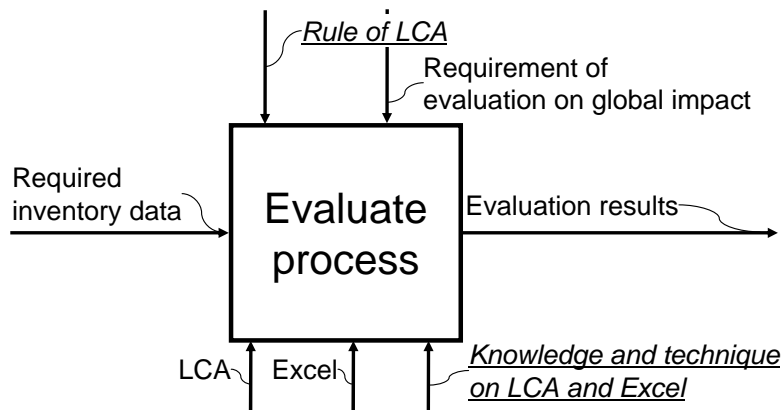 Rule of LCA
Requirement of
evaluation on global impact
Required
inventory data
Evaluate
process
Evaluation results
LCA
Excel
Knowledge and technique
on LCA and Excel